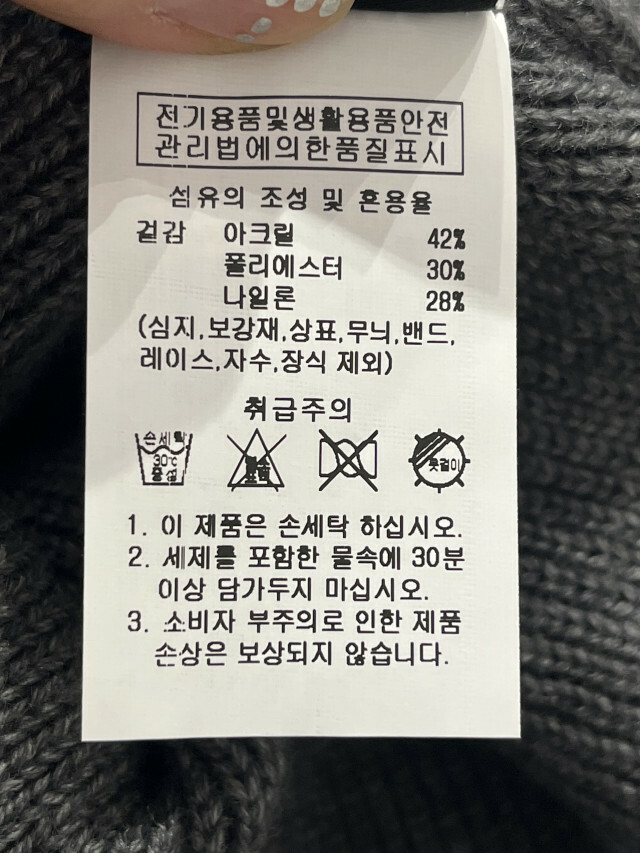 전기용품및생활용품안전
관리법에의한품질표시
섬유의 조성 및 혼용율
겉감 아크릴 42%
폴리에스터 30%
나일론 28%
(심지,보강재,상표,무늬,밴드,
레이스,자수,장식 제외)
취급주의
손세탁
30℃
중성
옷걸이
1. 이 제품은 손세탁 하십시오.
2. 세제를 포함한 물속에 30분
이상 담가두지 마십시오.
3. 소비자 부주의로 인한 제품
손상은 보상되지 않습니다.